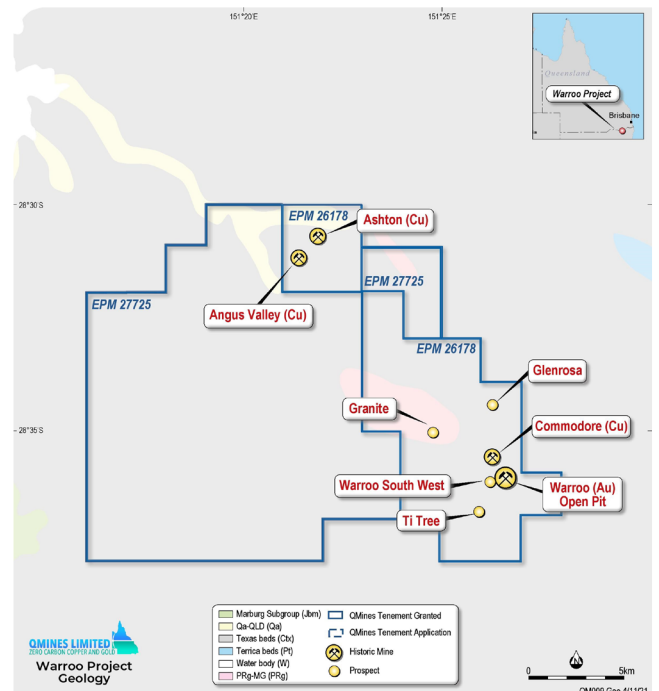 151°20'E
151°25'E
Queensland
Warroo Project
Brisbane
28°30'S
EPM 26178
Ashton (Cu)
EPM 27725
EPM 27725
Angus Valley (Cu)
EPM 26178
Glenrosa
Granite
Commodore (Cu)
28°35'S
Warroo South West
Warroo (Au)
Open Pit
Ti Tree
QMINES LIMITED
ZERO CARBON COPPER AND GOLD
Warroo Project
Geology
Marburg Subgroup (Jbm)
Qa-QLD (Qa)
Texas beds (Ctx)
Terrica beds (Pt)
Water body (W)
PRg-MG (PRg)
QMines Tenement Granted
QMines Tenement Application
Historic Mine
Prospect
0 5km